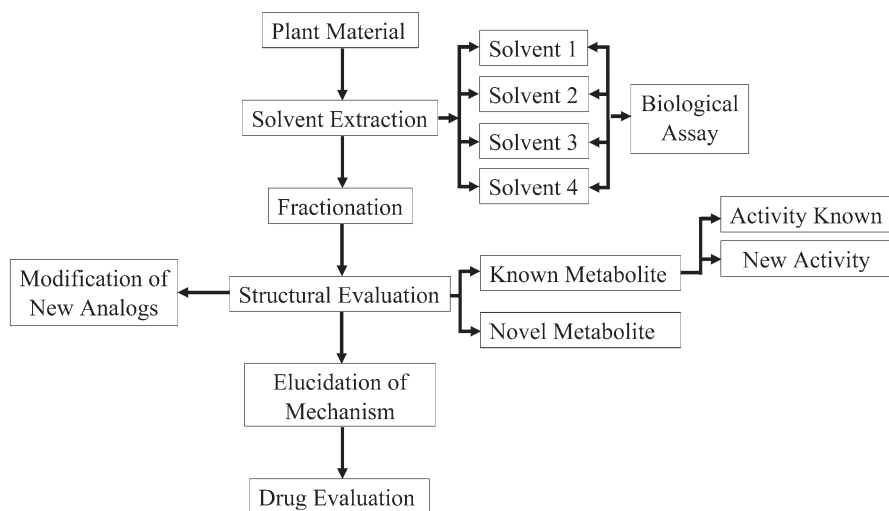 Plant Material
Solvent 1
Solvent 2
Solvent Extraction
Solvent 3
Solvent 4
Biological
Assay
Fractionation
Activity Known
New Activity
Modification of
New Analogs
Structural Evaluation
Known Metabolite
Novel Metabolite
Elucidation of
Mechanism
Drug Evaluation